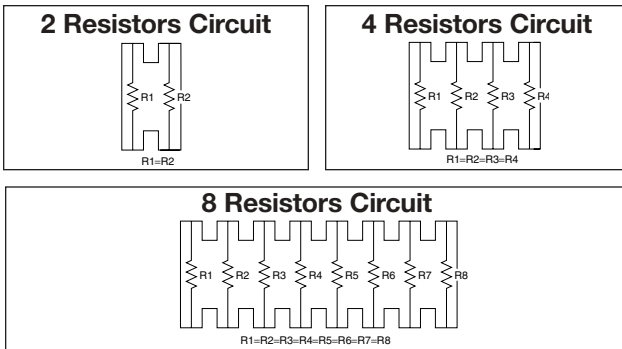 2 Resistors Circuit
R1 R2
R1=R2
4 Resistors Circuit
R1 R2 R3 R4
R1=R2=R3=R4
8 Resistors Circuit
R1 R2 R3 R4 R5 R6 R7 R8
R1=R2=R3=R4=R5=R6=R7=R8